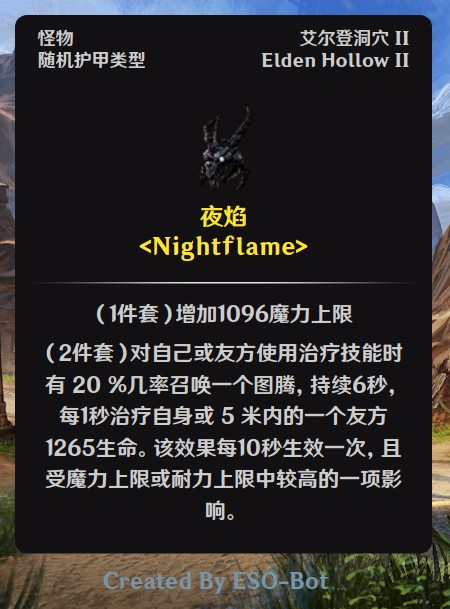 怪物
艾尔登洞穴 II
随机护甲类型
Elden Hollow II
夜焰
<Nightflame>
（1件套）增加1096魔力上限
（2件套）对自己或友方使用治疗技能时
有 20 %几率召唤一个图腾，持续6秒，
每1秒治疗自身或 5 米内的一个友方
1265生命。该效果每10秒生效一次，且
受魔力上限或耐力上限中较高的一项影
响。
Created By ESO-Bot